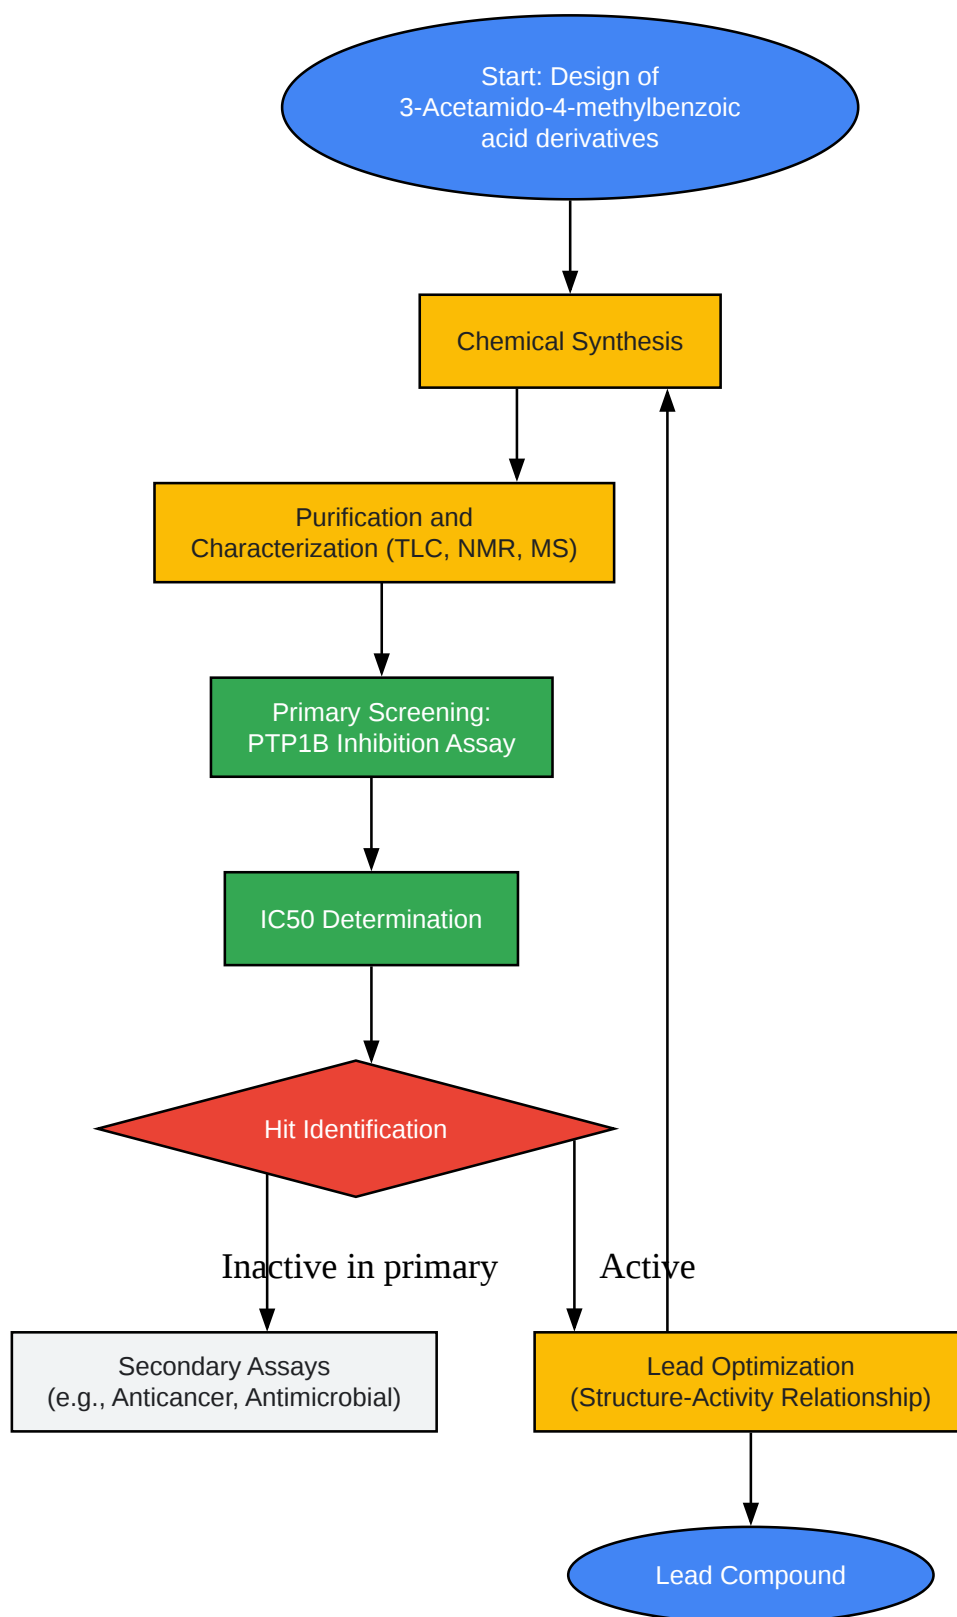 Start: Design of
3-Acetamido-4-methylbenzoic
acid derivatives
Chemical Synthesis
Purification and
Characterization (TLC, NMR, MS)
Primary Screening:
PTP1B Inhibition Assay
IC50 Determination
Hit Identification
Inactive in primary
Active
Secondary Assays
(e.g., Anticancer, Antimicrobial)
Lead Optimization
(Structure-Activity Relationship)
Lead Compound